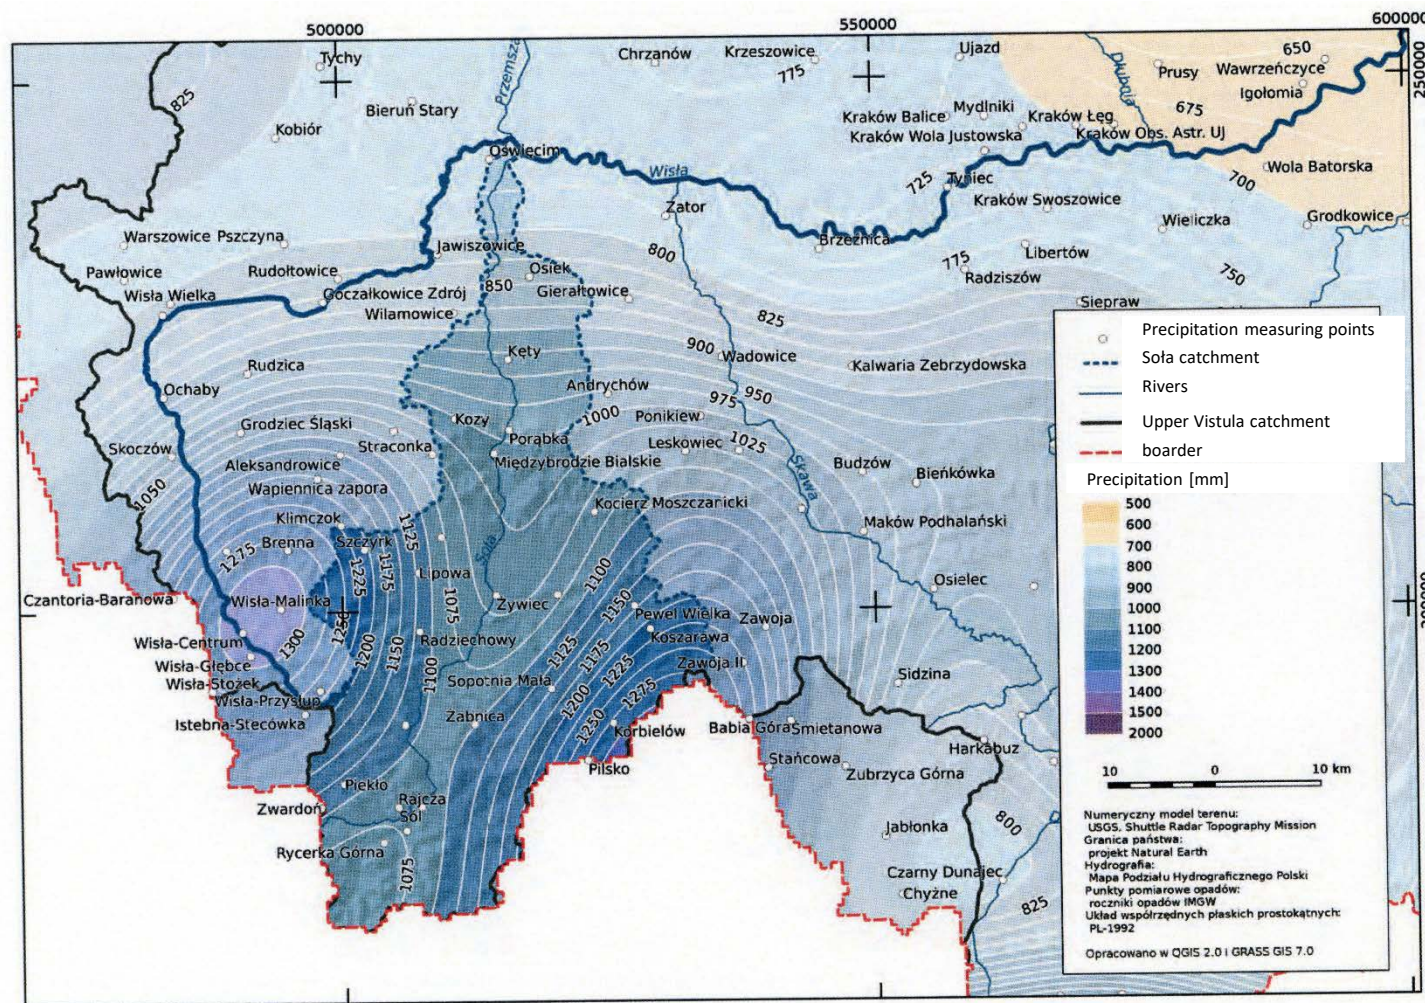 500000
550000
600000
250000
200000
Tychy
Chrzanów
Krzeszowice
775
Ujazd
650
Prusy
Wawrzeńczyce
Igołomia
Przemsza
Dłubnia
825
Bieruń Stary
Kobiór
Kraków Balice
Mydlniki
675
Kraków Wola Justowska
Kraków Łęg
Kraków Obs. Astr. UJ
Oświęcim
Wisła
725
Tyniec
700
Wola Batorska
Kraków Swoszowice
Zator
Wieliczka
Grodkowice
Warszowice Pszczyna
Jawiszowice
800
Brzeźnica
775
Libertów
Radziszów
750
Pawłowice
Rudołtowice
Osiek
850
Gierałtowice
Wisła Wielka
Goczałkowice Zdrój
Wilamowice
825
Siepraw
900
Wadowice
Kęty
Kalwaria Zebrzydowska
Rudzica
Ochaby
Andrychów
975
950
1000
Ponikiew
Kozy
Grodziec Śląski
Straconka
Porąbka
Leskowiec
1025
Skoczów
Aleksandrowice
Międzybrodzie Bialskie
Budzów
Bieńkówka
Skawa
1050
Wapiennica zapora
Kocierz Moszczanicki
Klimczok
1125
Maków Podhalański
1275
Brenna
Szczyrk
Soła
1225
1175
Lipowa
1100
Osielec
Czantoria-Baranowa
Wisła-Malinka
1250
1075
Żywiec
1150
Pewel Wielka
Zawoja
Wisła-Centrum
1300
1200
1150
Radziechowy
1125
1175
Koszarawa
Wisła-Głębce
1100
1225
Zawoja II
Wisła-Stożek
Sopotnia Mała
1200
1275
Sidzina
Wisła-Przysłup
Istebna-Stecówka
Żabnica
1250
Korbielów
Babia Góra
Śmietanowa
Harkabuz
Pilsko
Stańcowa
Zubrzyca Górna
Piekło
Zwardoń
Rajcza
Sól
Jabłonka
800
Rycerka Górna
1075
Czarny Dunajec
Chyżne
825
Precipitation measuring points
Soła catchment
Rivers
Upper Vistula catchment
boarder
Precipitation [mm]
500
600
700
800
900
1000
1100
1200
1300
1400
1500
2000
10 0 10 km
Numeryczny model terenu:
USGS, Shuttle Radar Topography Mission
Granica państwa:
projekt Natural Earth
Hydrografia:
Mapa Podziału Hydrograficznego Polski
Punkty pomiarowe opadów:
roczniki opadów IMGW
Układ współrzędnych płaskich prostokątnych:
PL-1992
Opracowano w QGIS 2.0 i GRASS GIS 7.0